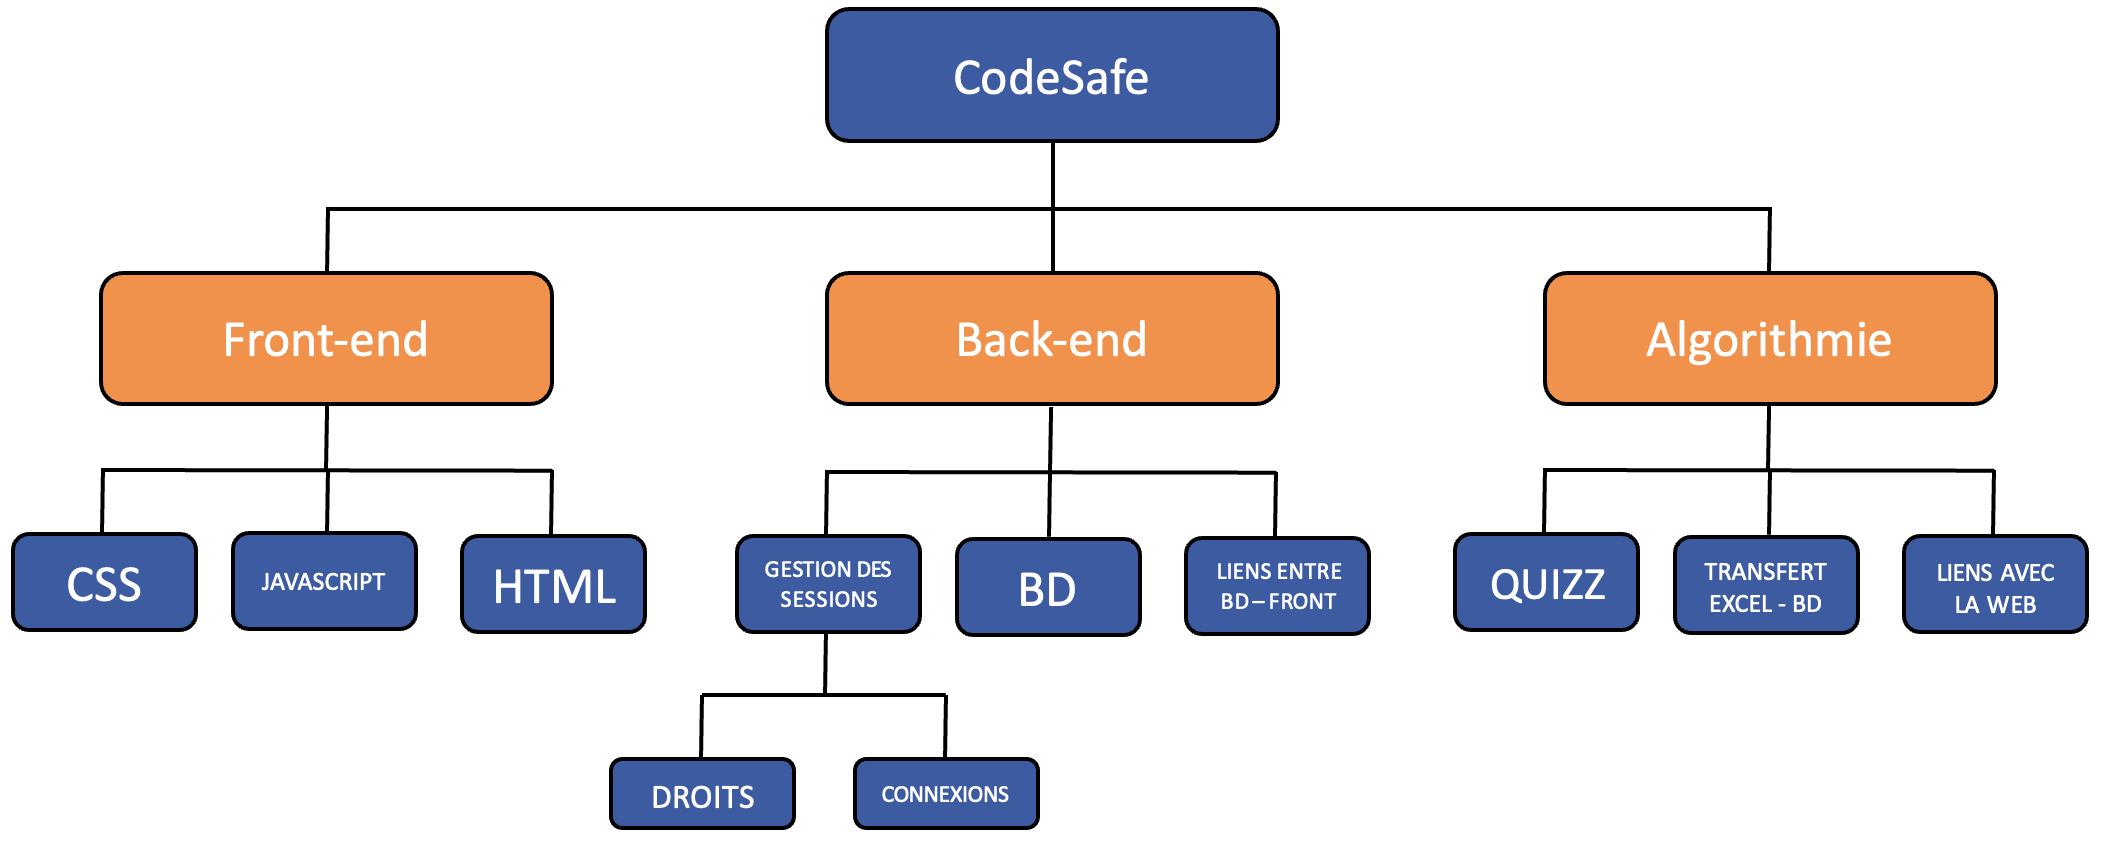 CodeSafe
Front-end
Back-end
Algorithmie
CSS
JAVASCRIPT
HTML
GESTION DES
SESSIONS
BD
LIENS ENTRE
BD – FRONT
QUIZZ
TRANSFERT
EXCEL - BD
LIENS AVEC
LA WEB
DROITS
CONNEXIONS